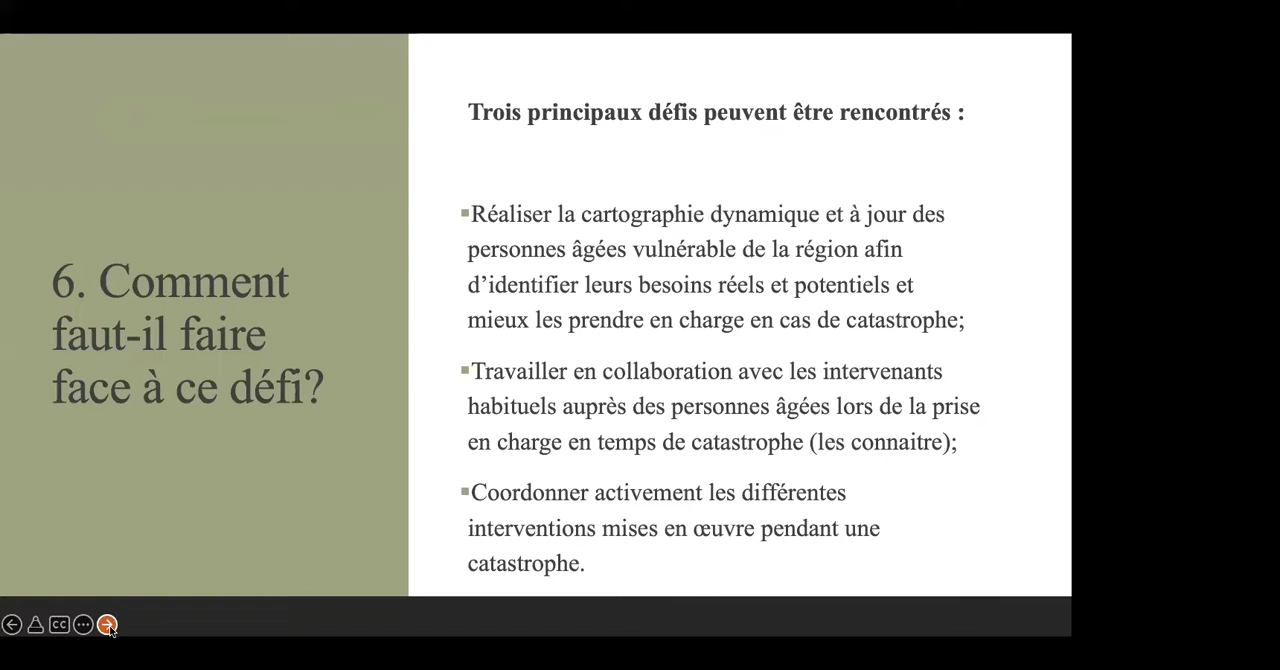 6. Comment
faut-il faire
face à ce défi?
Trois principaux défis peuvent être rencontrés :
▪Réaliser la cartographie dynamique et à jour des
personnes âgées vulnérable de la région afin
d’identifier leurs besoins réels et potentiels et
mieux les prendre en charge en cas de catastrophe;
▪Travailler en collaboration avec les intervenants
habituels auprès des personnes âgées lors de la prise
en charge en temps de catastrophe (les connaitre);
▪Coordonner activement les différentes
interventions mises en œuvre pendant une
catastrophe.
CC